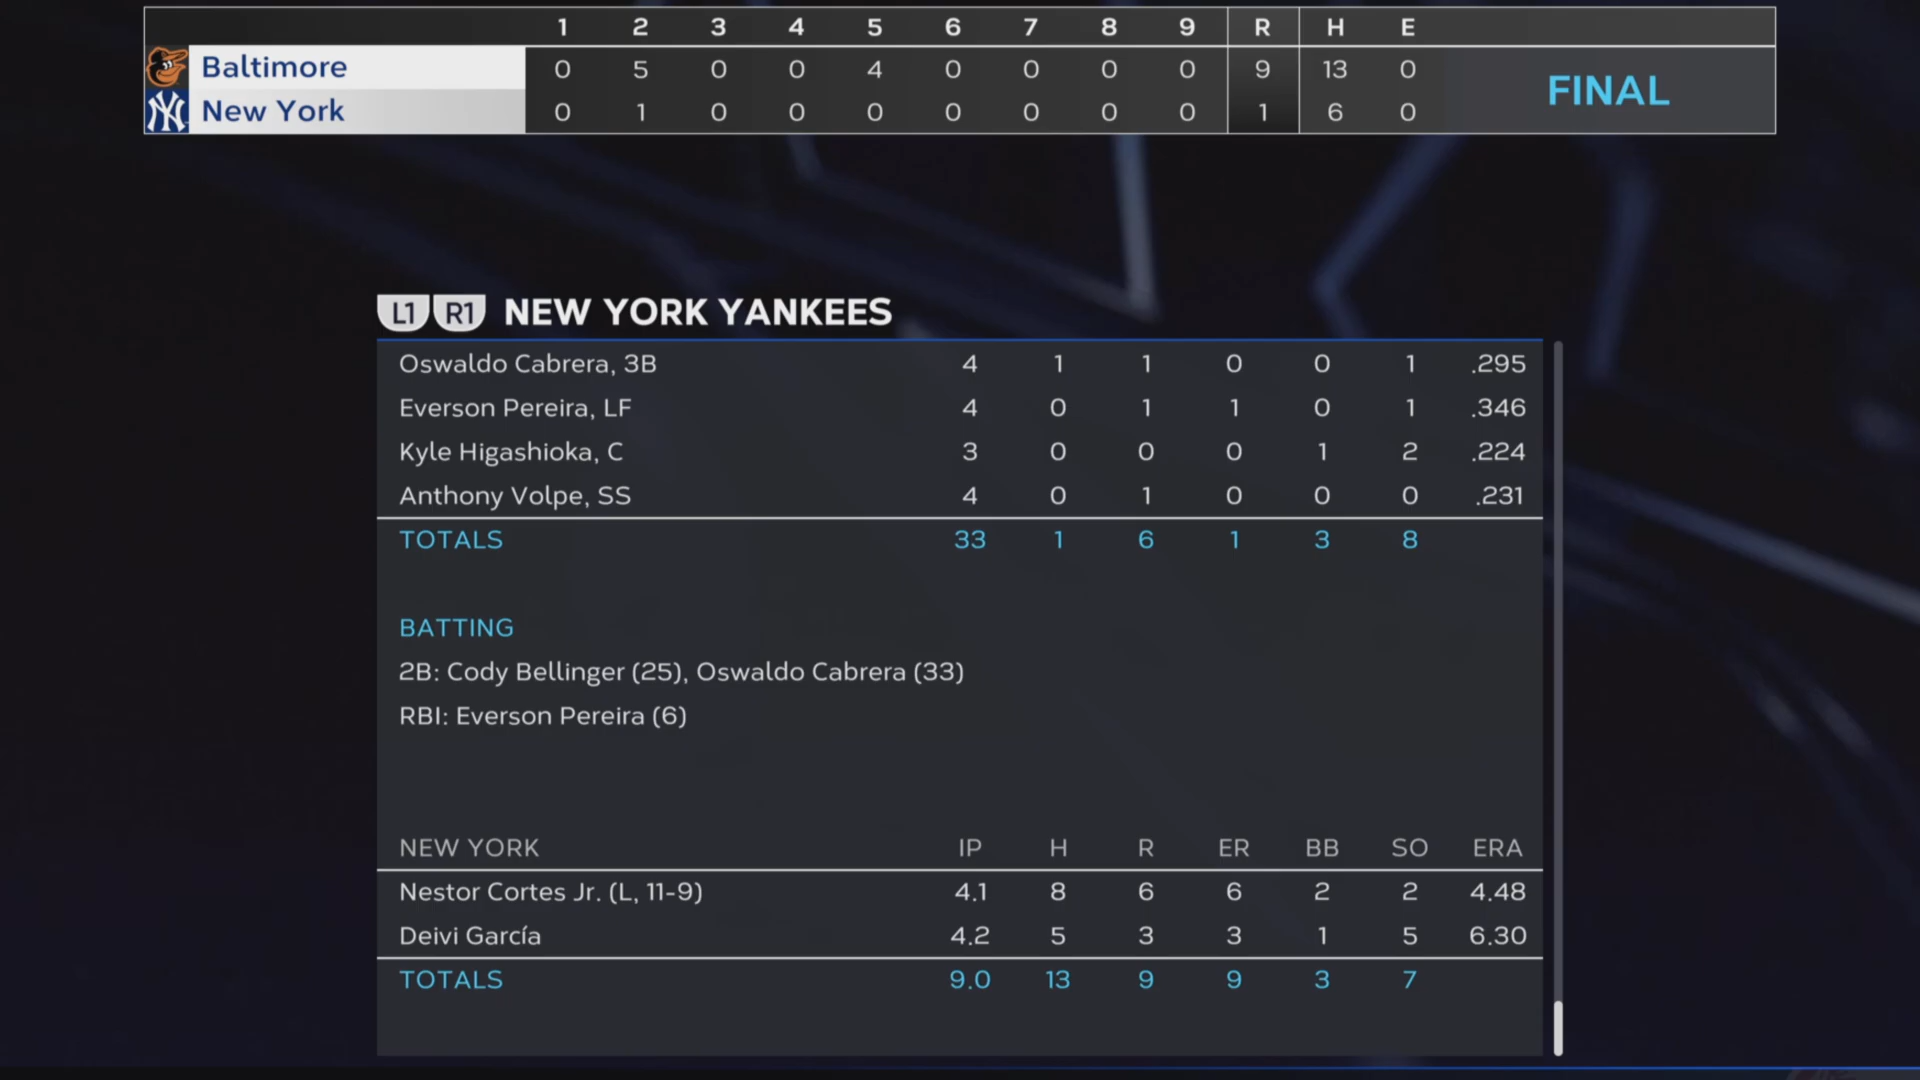 1 2 3 4 5 6 7 8 9 R H E
Baltimore 0 5 0 0 4 0 0 0 0 9 13 0
New York 0 1 0 0 0 0 0 0 0 1 6 0
FINAL
L1 R1 NEW YORK YANKEES
Oswaldo Cabrera, 3B 4 1 1 0 0 1 .295
Everson Pereira, LF 4 0 1 1 0 1 .346
Kyle Higashioka, C 3 0 0 0 1 2 .224
Anthony Volpe, SS 4 0 1 0 0 0 .231
TOTALS 33 1 6 1 3 8
BATTING
2B: Cody Bellinger (25), Oswaldo Cabrera (33)
RBI: Everson Pereira (6)
NEW YORK IP H R ER BB SO ERA
Nestor Cortes Jr. (L, 11-9) 4.1 8 6 6 2 2 4.48
Deivi García 4.2 5 3 3 1 5 6.30
TOTALS 9.0 13 9 9 3 7